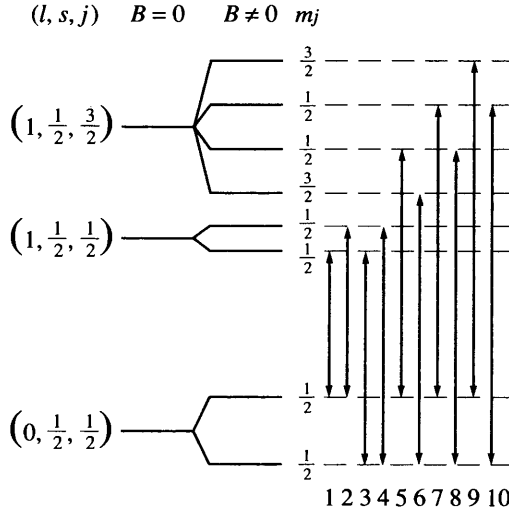 (l, s, j) B = 0 B ≠ 0 m_j
3/2
1/2
(1, 1/2, 3/2)
1/2
3/2
1/2
(1, 1/2, 1/2)
1/2
1/2
(0, 1/2, 1/2)
1/2
1 2 3 4 5 6 7 8 9 10